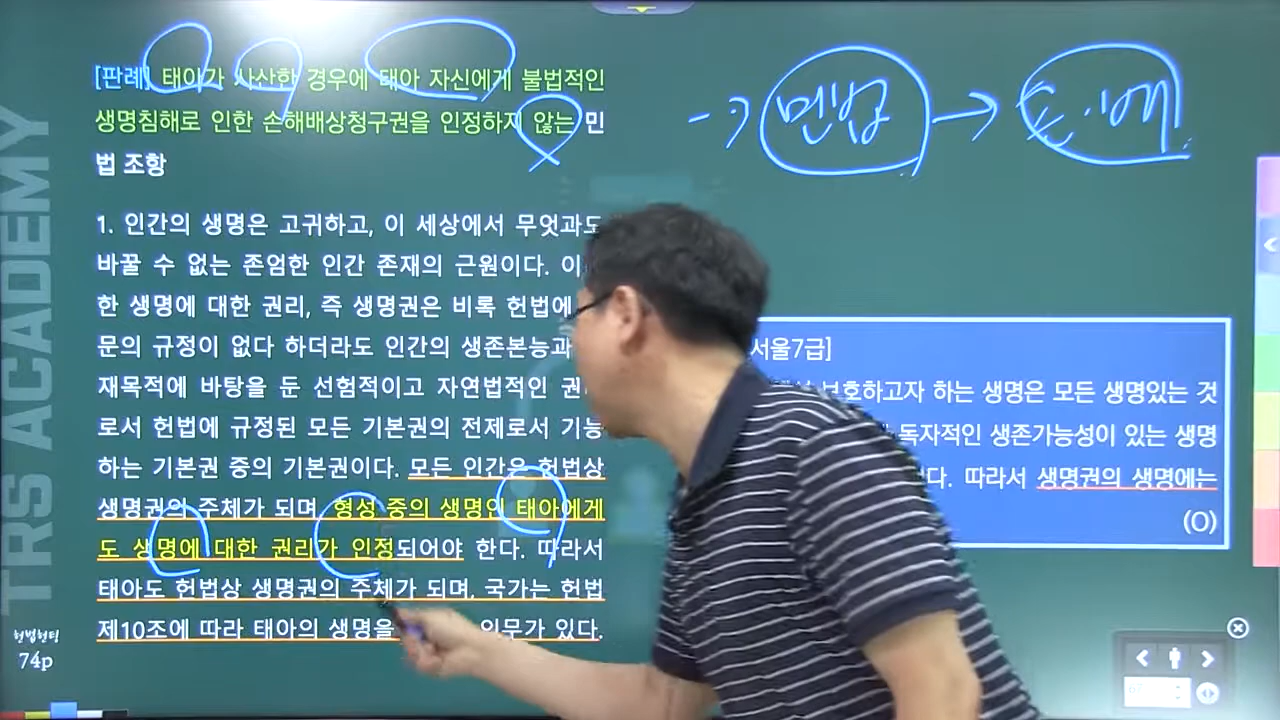 [판례] 태아가 사산한 경우에 태아 자신에게 불법적인
생명침해로 인한 손해배상청구권을 인정하지 않는 민
법 조항
1. 인간의 생명은 고귀하고, 이 세상에서 무엇과도
바꿀 수 없는 존엄한 인간 존재의 근원이다.
한 생명에 대한 권리, 즉 생명권은 비록 헌법에
문의 규정이 없다 하더라도 인간의 생존본능과
재목적에 바탕을 둔 선험적이고 자연법적인
로서 헌법에 규정된 모든 기본권의 전제로서 기능
하는 기본권 중의 기본권이다. 모든 인간은 헌법상
생명권의 주체가 되며, 형성 중의 생명인 태아에게
도 생명에 대한 권리가 인정되어야 한다. 따라서
태아도 헌법상 생명권의 주체가 되며, 국가는 헌법
제10조에 따라 태아의 생명을 의무가 있다.
민법
서울7급]
보호하고자 하는 생명은 모든 생명있는 것
독자적인 생존가능성이 있는 생명
다. 따라서 생명권의 생명에는
(O)
TRS ACADEMY
헌법헌팅
74p